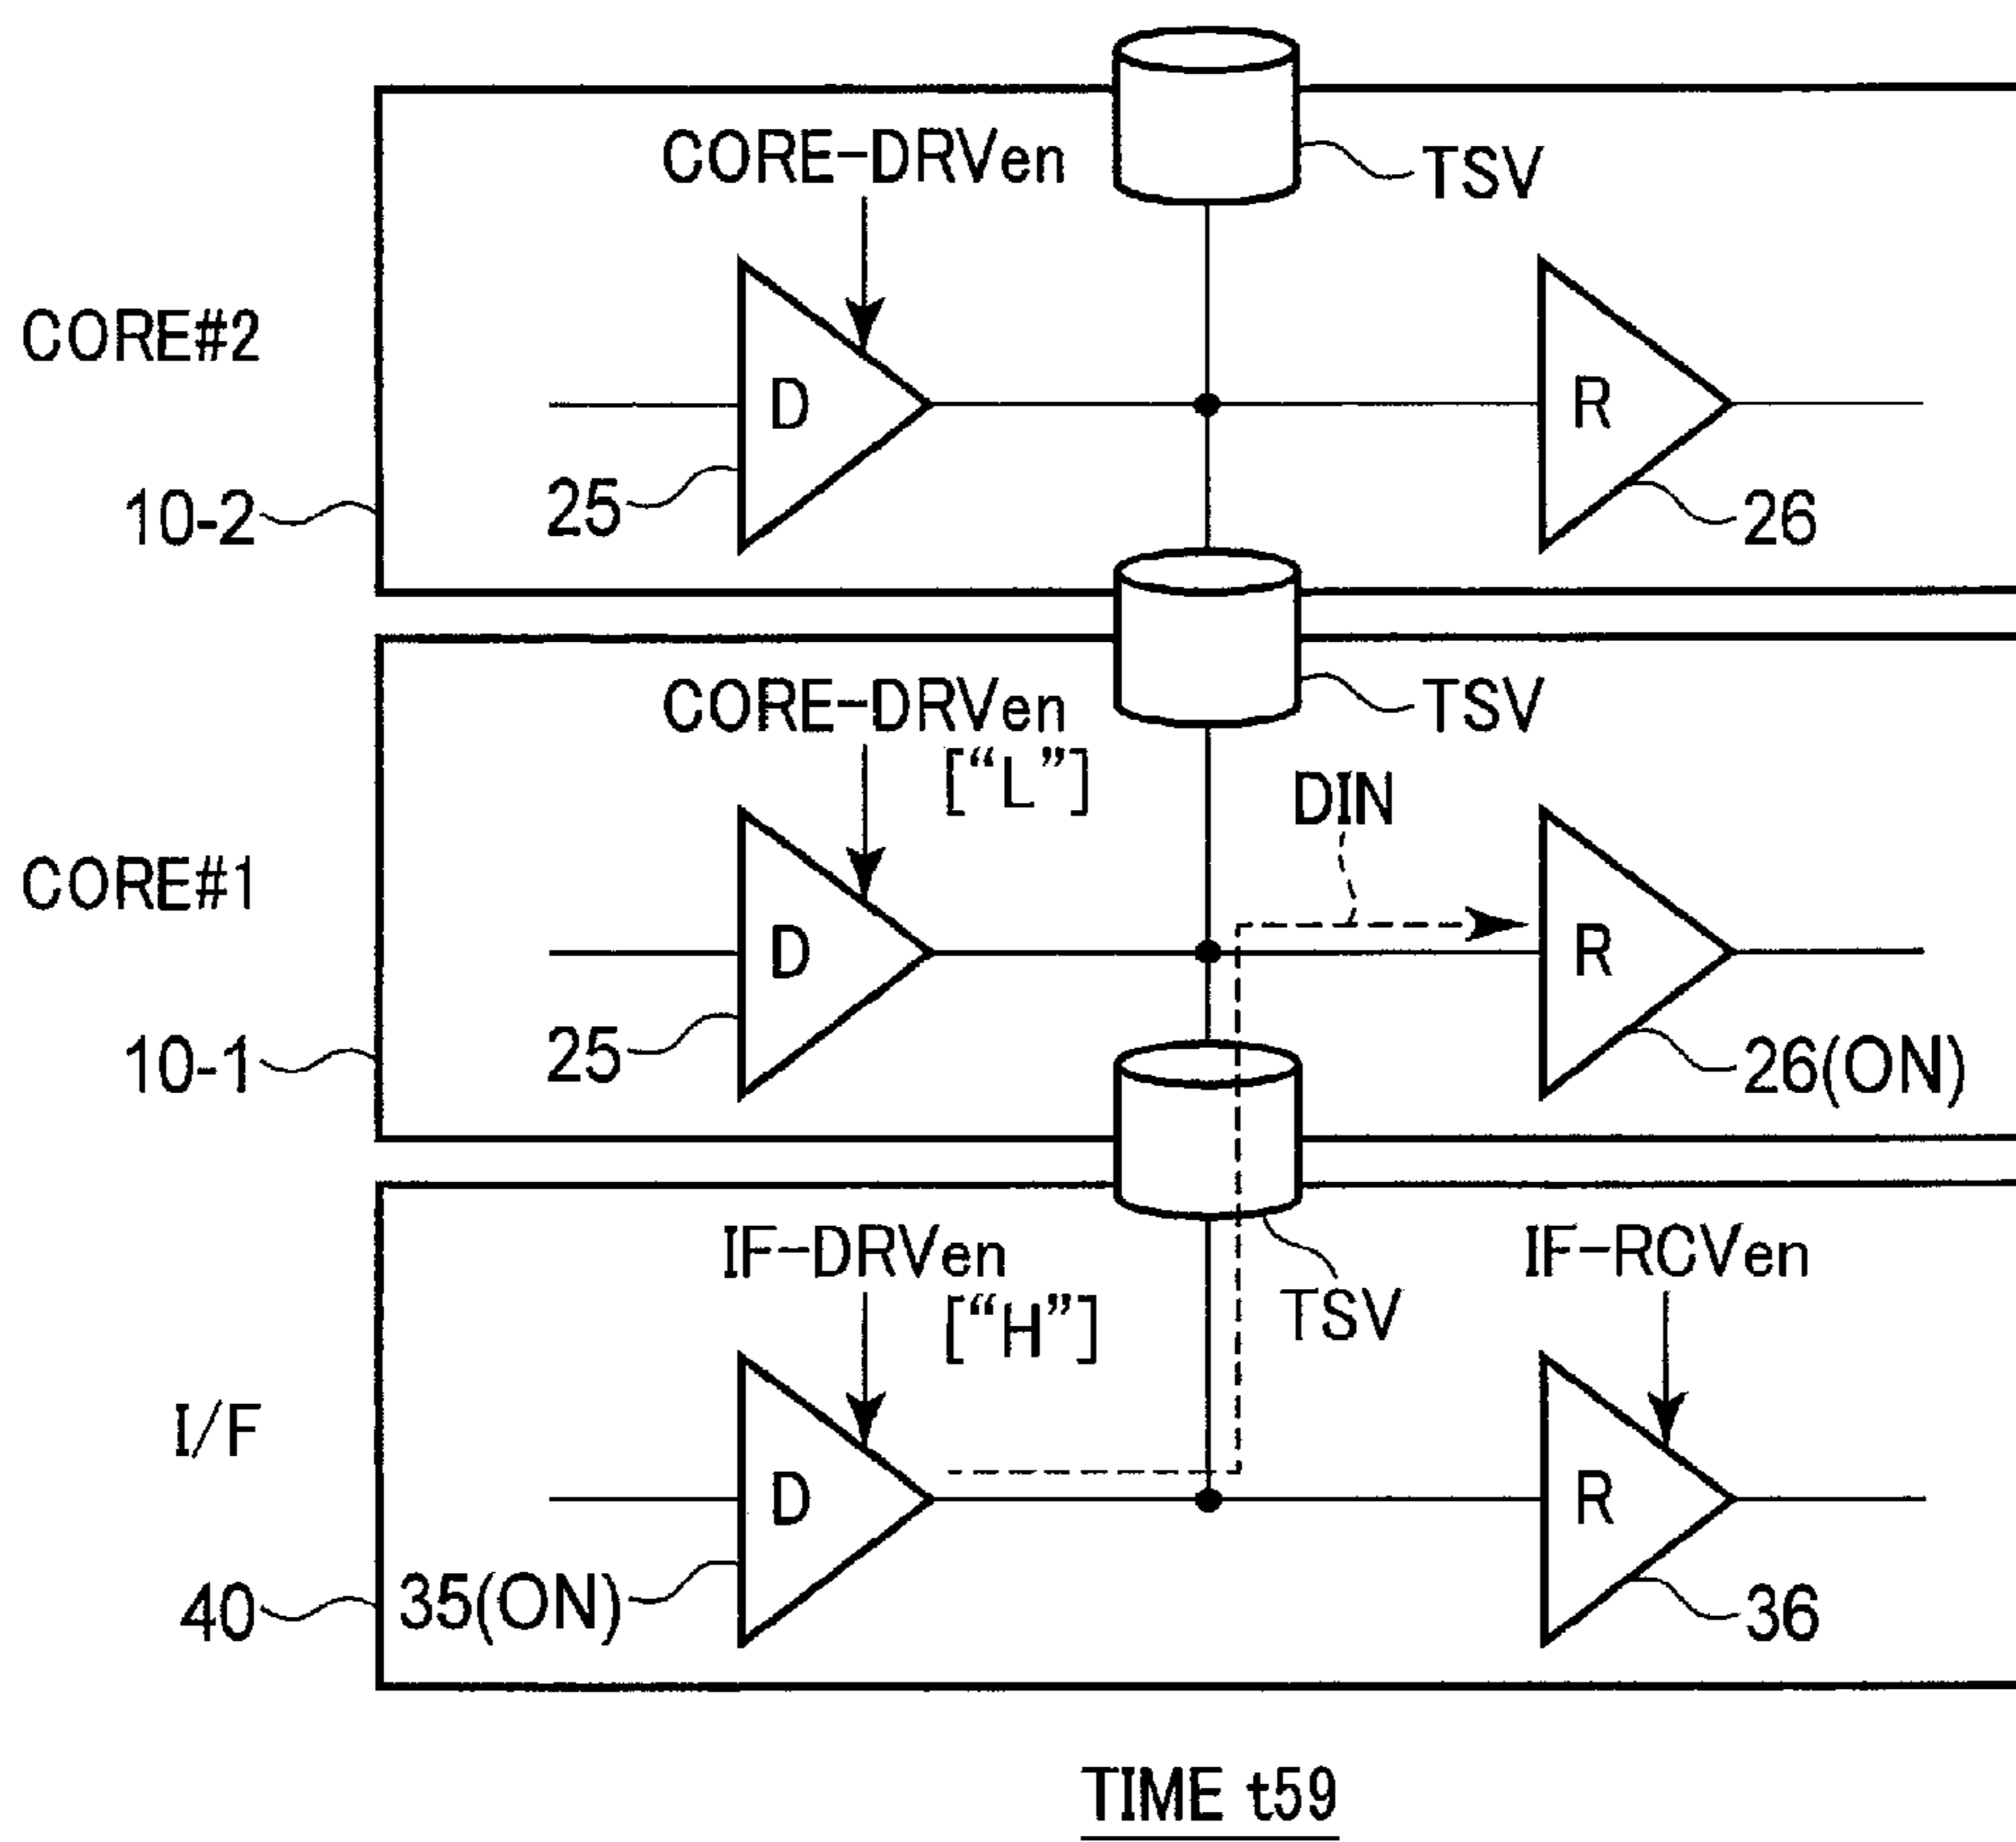 CORE-DRVen
TSV
CORE#2
D
R
25
26
10-2
CORE-DRVen
["L"]
TSV
DIN
CORE#1
D
R
25
26(ON)
10-1
IF-DRVen
["H"]
TSV
IF-RCVen
I/F
D
R
40
35(ON)
36
TIME t59